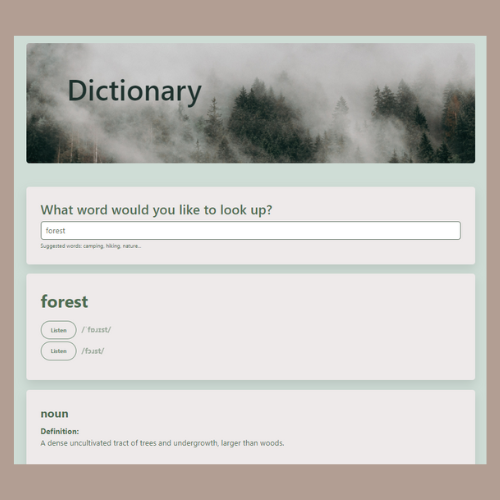 Dictionary
What word would you like to look up?
forest
Suggested words: camping, hiking, nature...
forest
Listen
Listen /fɔɹɪst/
noun
Definition:
A dense uncultivated tract of trees and undergrowth, larger than woods.